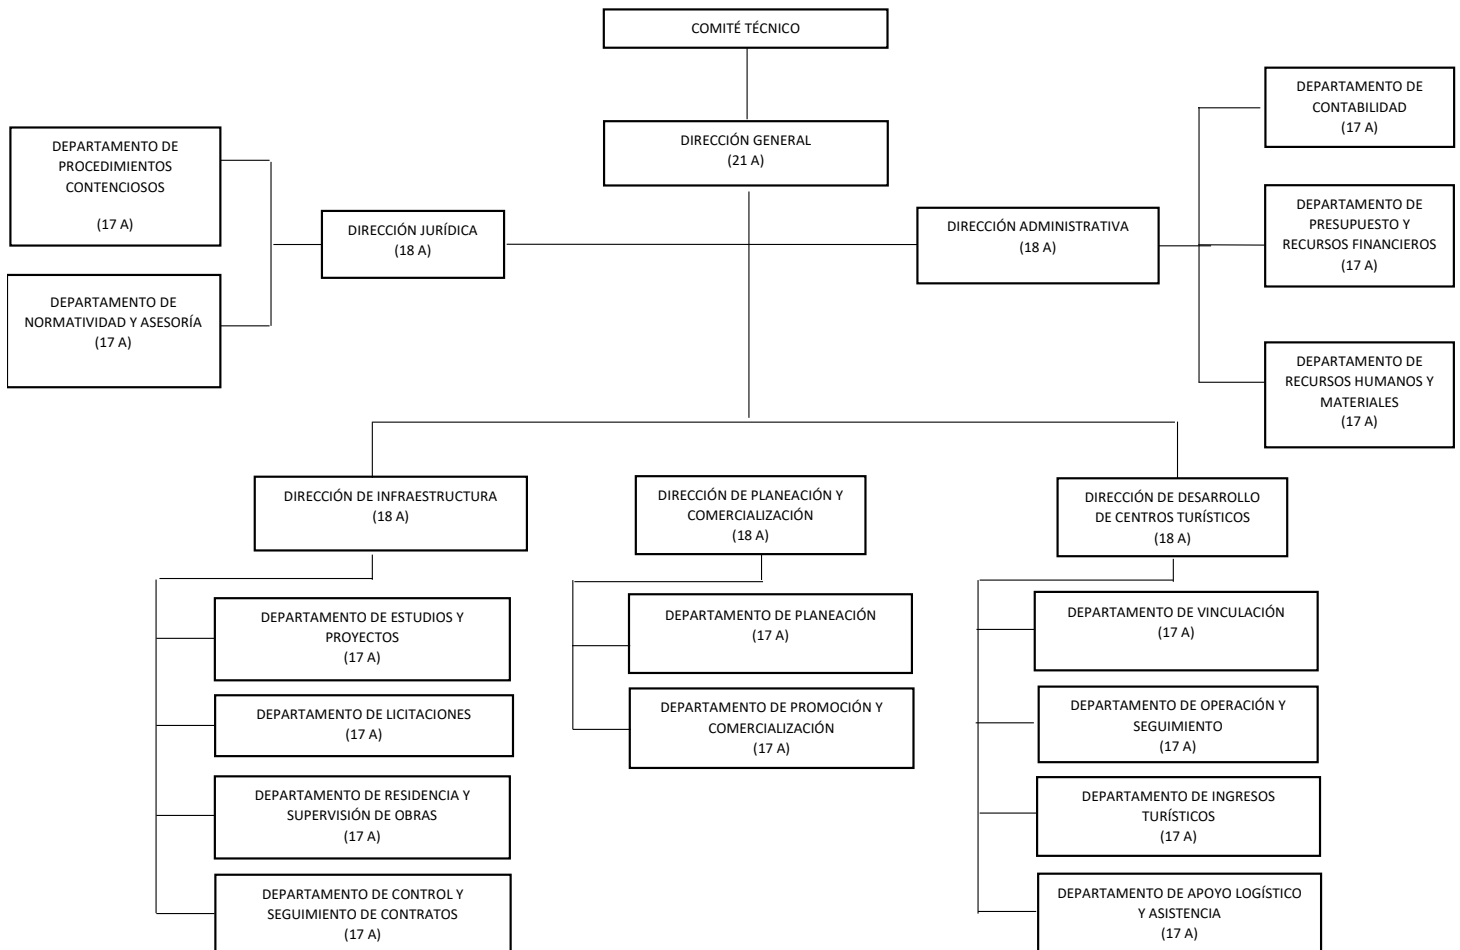 COMITÉ TÉCNICO
DIRECCIÓN GENERAL
(21 A)
DEPARTAMENTO DE
PROCEDIMIENTOS
CONTENCIOSOS
(17 A)
DEPARTAMENTO DE
NORMATIVIDAD Y ASESORÍA
(17 A)
DIRECCIÓN JURÍDICA
(18 A)
DIRECCIÓN ADMINISTRATIVA
(18 A)
DEPARTAMENTO DE
CONTABILIDAD
(17 A)
DEPARTAMENTO DE
PRESUPUESTO Y
RECURSOS FINANCIEROS
(17 A)
DEPARTAMENTO DE
RECURSOS HUMANOS Y
MATERIALES
(17 A)
DIRECCIÓN DE INFRAESTRUCTURA
(18 A)
DEPARTAMENTO DE ESTUDIOS Y
PROYECTOS
(17 A)
DEPARTAMENTO DE LICITACIONES
(17 A)
DEPARTAMENTO DE RESIDENCIA Y
SUPERVISIÓN DE OBRAS
(17 A)
DEPARTAMENTO DE CONTROL Y
SEGUIMIENTO DE CONTRATOS
(17 A)
DIRECCIÓN DE PLANEACIÓN Y
COMERCIALIZACIÓN
(18 A)
DEPARTAMENTO DE PLANEACIÓN
(17 A)
DEPARTAMENTO DE PROMOCIÓN Y
COMERCIALIZACIÓN
(17 A)
DIRECCIÓN DE DESARROLLO
DE CENTROS TURÍSTICOS
(18 A)
DEPARTAMENTO DE VINCULACIÓN
(17 A)
DEPARTAMENTO DE OPERACIÓN Y
SEGUIMIENTO
(17 A)
DEPARTAMENTO DE INGRESOS
TURÍSTICOS
(17 A)
DEPARTAMENTO DE APOYO LOGÍSTICO
Y ASISTENCIA
(17 A)